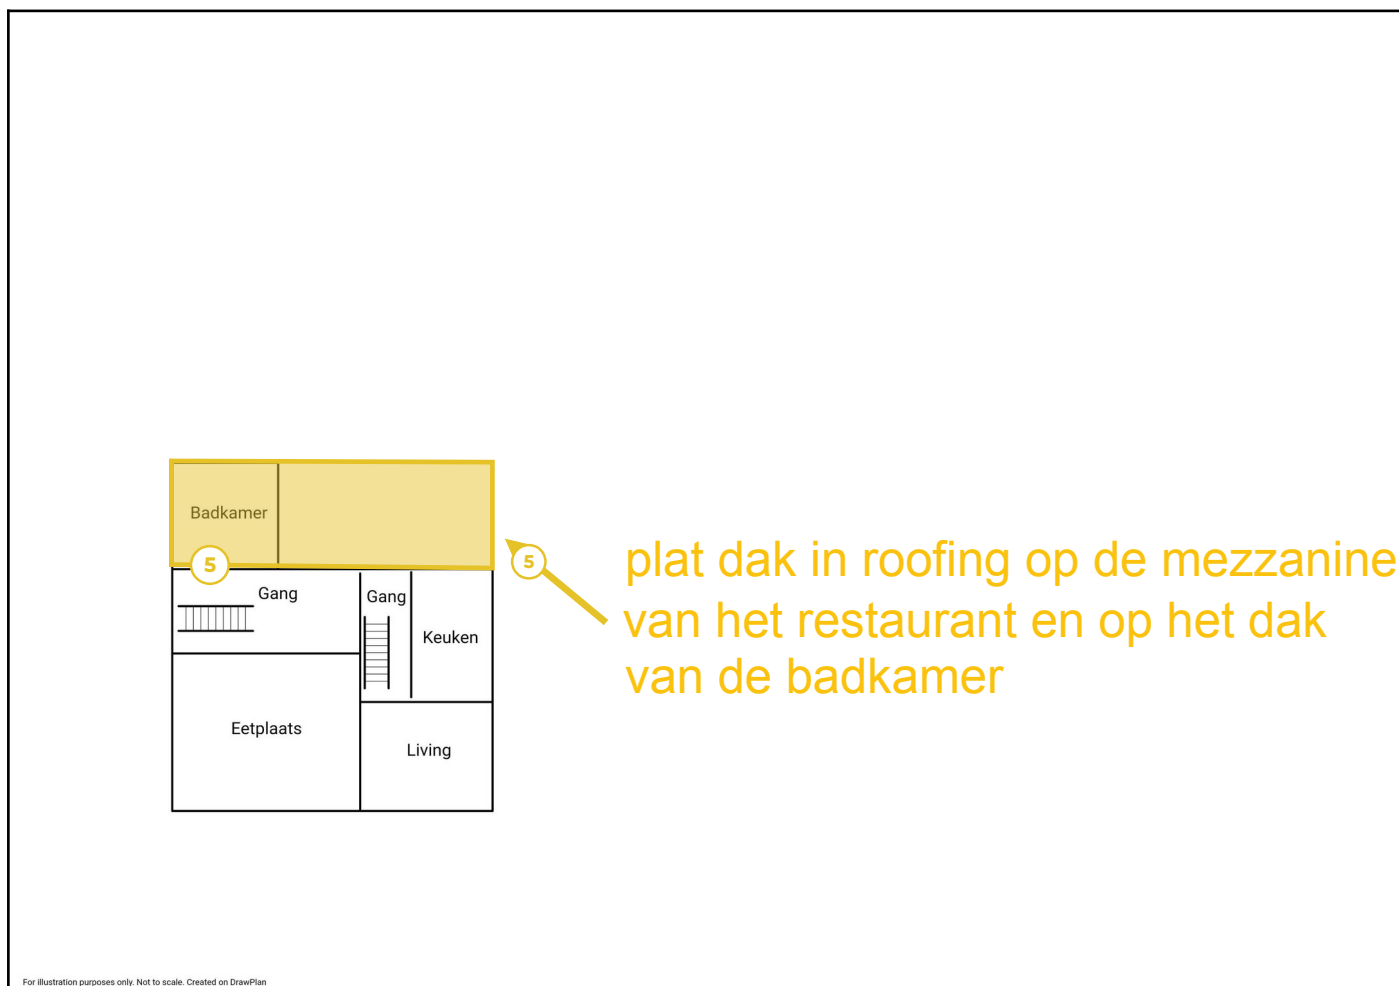 Badkamer
5
5
plat dak in roofing op de mezzanine
van het restaurant en op het dak
van de badkamer
Gang
Gang
Keuken
Eetplaats
Living
For illustration purposes only. Not to scale. Created on DrawPlan